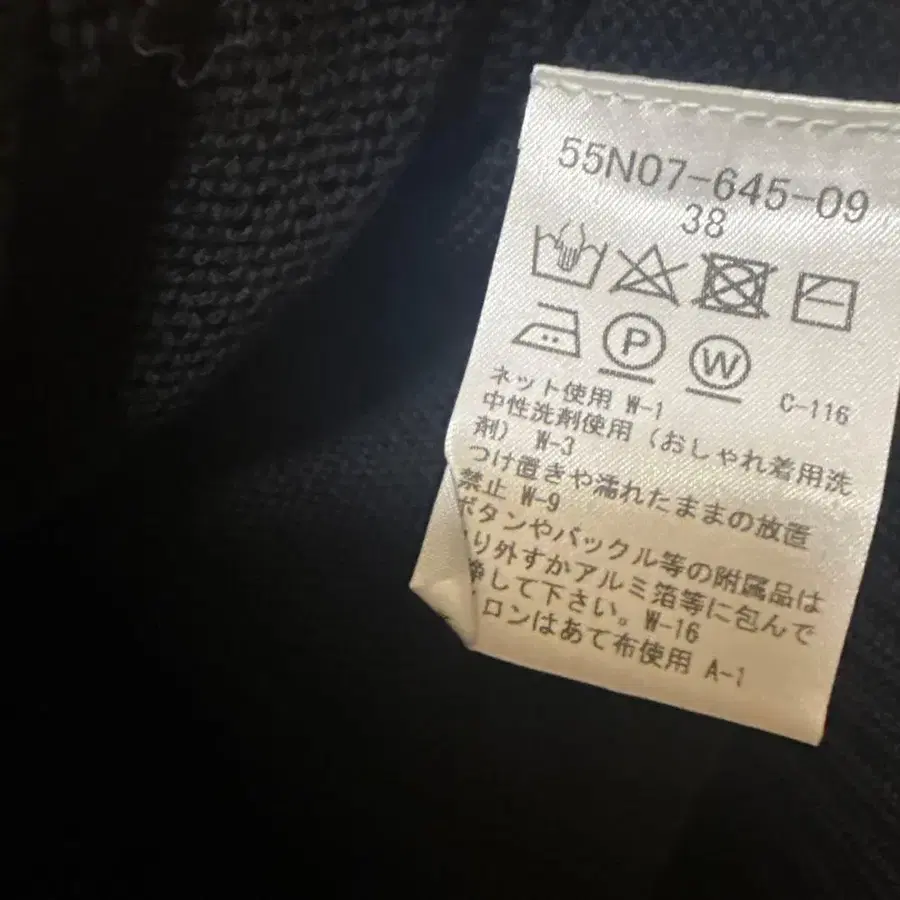 55N07-645-09
38
P W
C-116
ネット使用 W-1
中性洗剤使用（おしゃれ着用洗
剤） W-3
つけ置きや濡れたままの放置
禁止 W-9
ボタンやバックル等の附属品は
り外すかアルミ箔等に包んで
して下さい。W-16
ロンはあて布使用 A-1